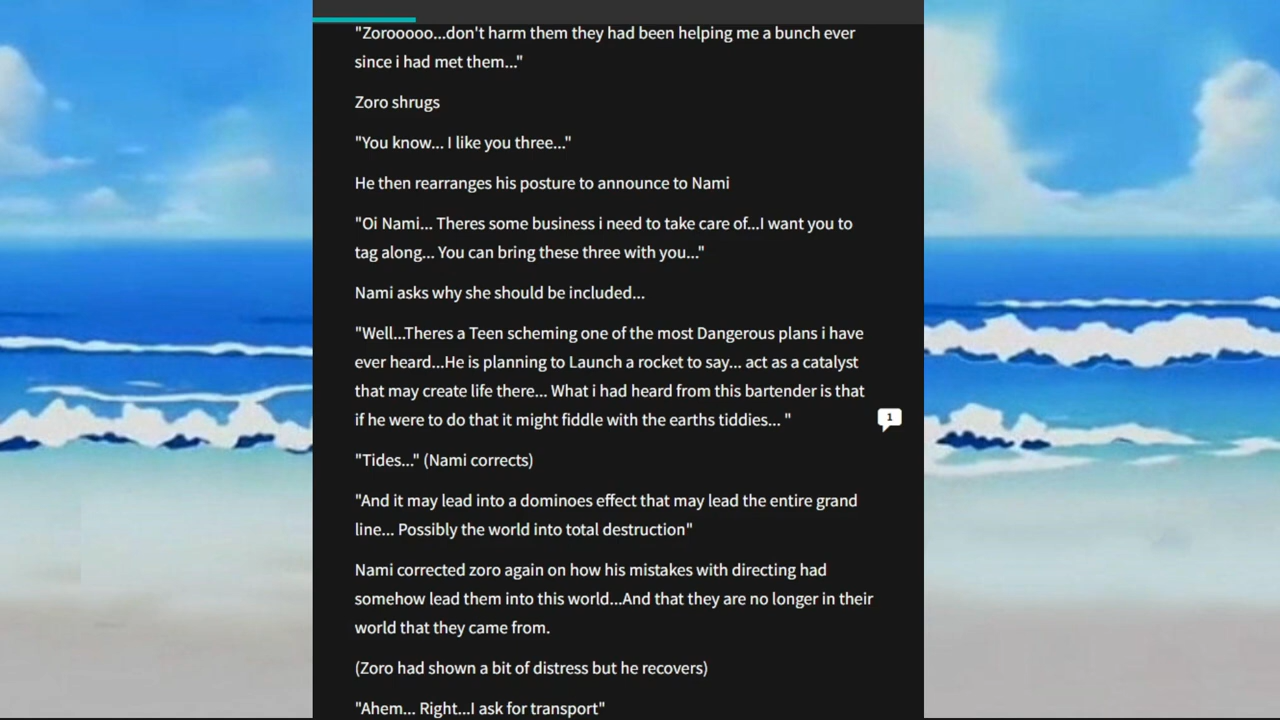 "Zorooooo...don't harm them they had been helping me a bunch ever
since i had met them..."
Zoro shrugs
"You know... I like you three..."
He then rearranges his posture to announce to Nami
"Oi Nami... Theres some business i need to take care of...I want you to
tag along... You can bring these three with you..."
Nami asks why she should be included...
"Well...Theres a Teen scheming one of the most Dangerous plans i have
ever heard...He is planning to Launch a rocket to say... act as a catalyst
that may create life there... What i had heard from this bartender is that
if he were to do that it might fiddle with the earths tiddies... "
1
"Tides..." (Nami corrects)
"And it may lead into a dominoes effect that may lead the entire grand
line... Possibly the world into total destruction"
Nami corrected zoro again on how his mistakes with directing had
somehow lead them into this world...And that they are no longer in their
world that they came from.
(Zoro had shown a bit of distress but he recovers)
"Ahem... Right...I ask for transport"